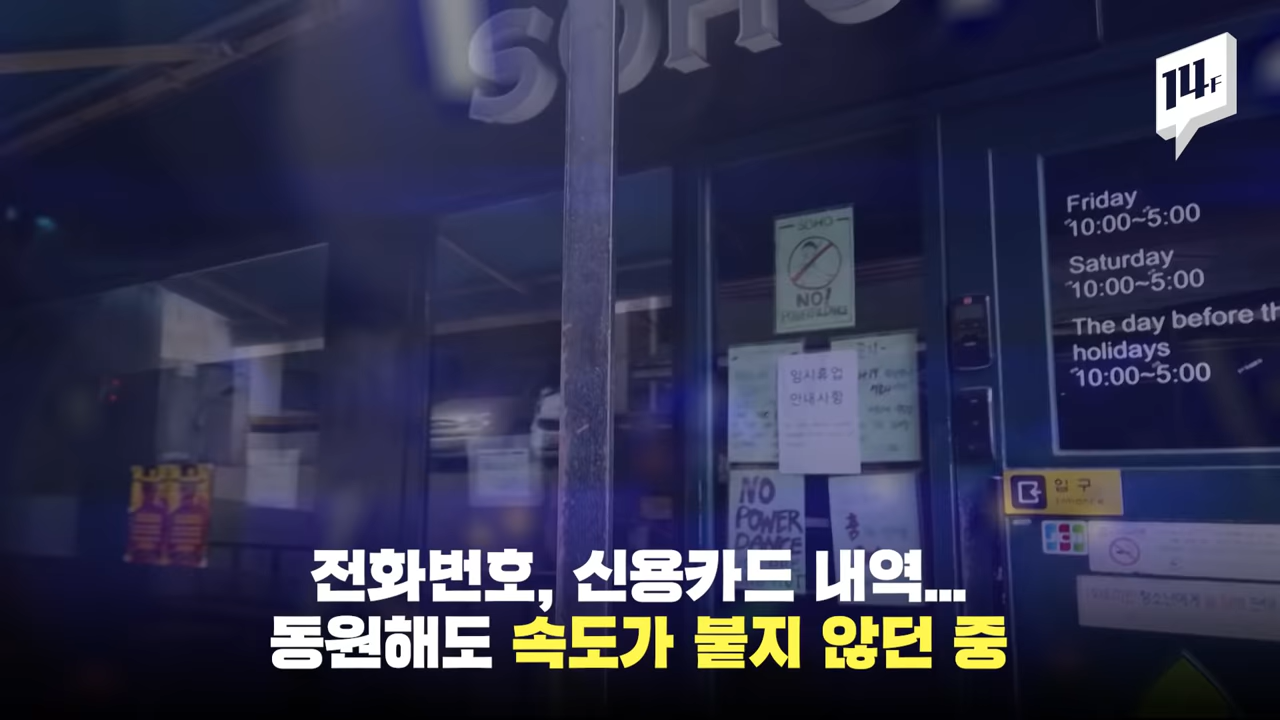 SOHO
14F
Friday
10:00~5:00
Saturday
10:00~5:00
The day before th
holidays
10:00~5:00
SOHO
NO!
임시휴업
안내사항
NO
POWER
DANCE
입구
전화번호, 신용카드 내역...
동원해도 속도가 붙지 않던 중